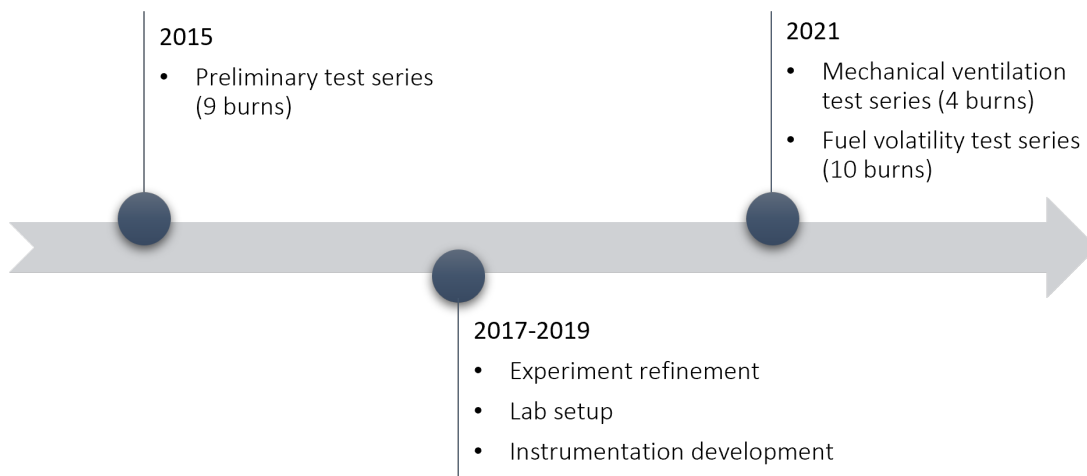 2015
• Preliminary test series
(9 burns)
2021
• Mechanical ventilation
test series (4 burns)
• Fuel volatility test series
(10 burns)
2017-2019
• Experiment refinement
• Lab setup
• Instrumentation development